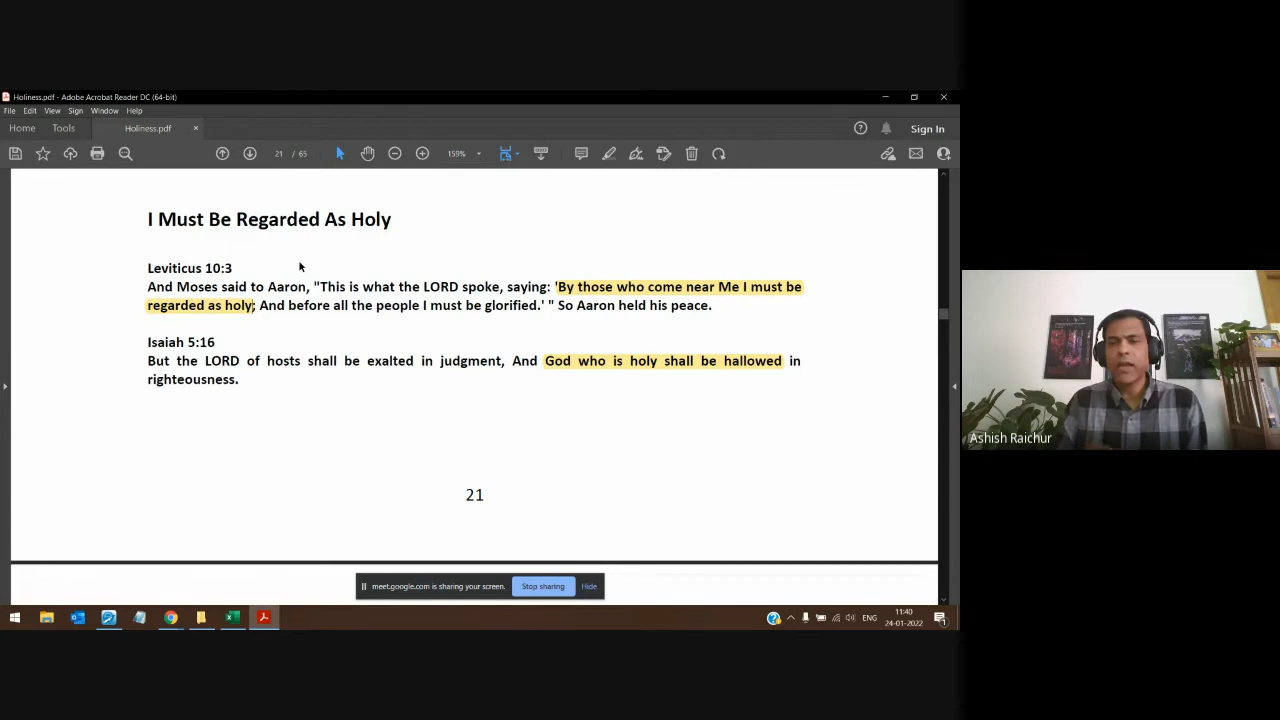 Holiness.pdf - Adobe Acrobat Reader DC (64-bit)
File Edit View Sign Window Help
Home Tools Holiness.pdf × Sign In
21 / 65 159%
I Must Be Regarded As Holy
Leviticus 10:3
And Moses said to Aaron, "This is what the LORD spoke, saying: 'By those who come near Me I must be
regarded as holy; And before all the people I must be glorified.' " So Aaron held his peace.
Isaiah 5:16
But the LORD of hosts shall be exalted in judgment, And God who is holy shall be hallowed in
righteousness.
21
meet.google.com is sharing your screen. Stop sharing Hide
ENG 11:40
24-01-2022
Ashish Raichur